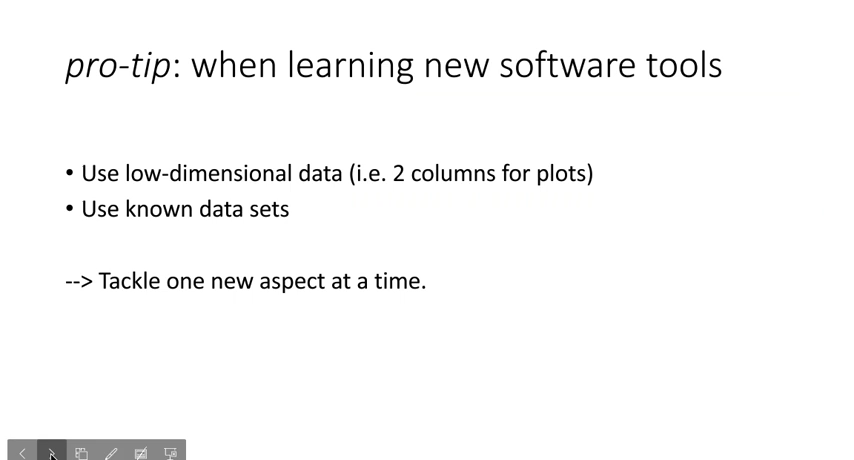 pro-tip: when learning new software tools
• Use low-dimensional data (i.e. 2 columns for plots)
• Use known data sets
--> Tackle one new aspect at a time.